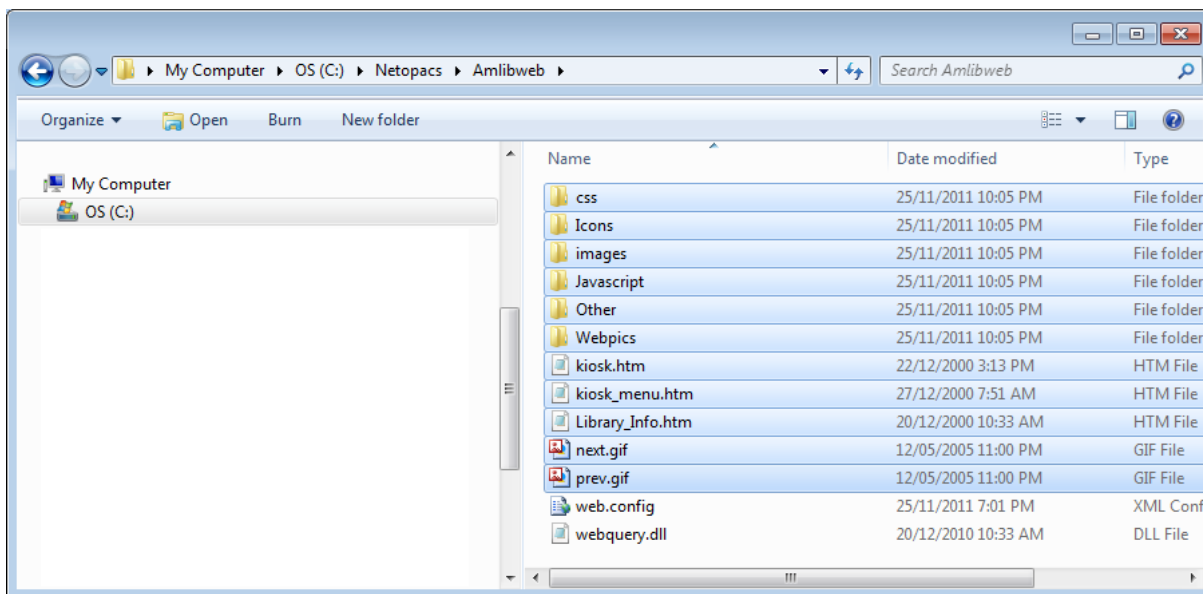 My Computer OS (C:) Netopacs Amlibweb Search Amlibweb
Organize Open Burn New folder
Name Date modified Type
My Computer
OS (C:)
css 25/11/2011 10:05 PM File folder
Icons 25/11/2011 10:05 PM File folder
images 25/11/2011 10:05 PM File folder
Javascript 25/11/2011 10:05 PM File folder
Other 25/11/2011 10:05 PM File folder
Webpics 25/11/2011 10:05 PM File folder
kiosk.htm 22/12/2000 3:13 PM HTM File
kiosk_menu.htm 27/12/2000 7:51 AM HTM File
Library_Info.htm 20/12/2000 10:33 AM HTM File
next.gif 12/05/2005 11:00 PM GIF File
prev.gif 12/05/2005 11:00 PM GIF File
web.config 25/11/2011 7:01 PM XML Conf
webquery.dll 20/12/2010 10:33 AM DLL File